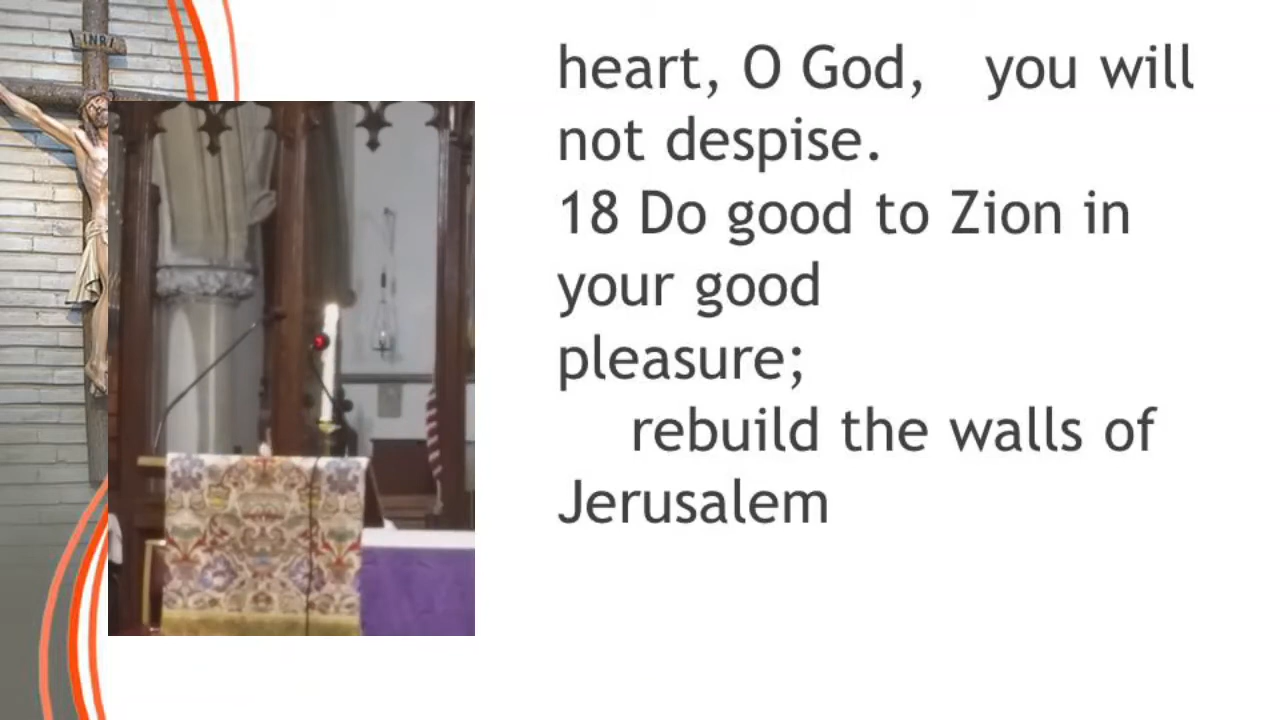 INRI
heart, O God, you will
not despise.
18 Do good to Zion in
your good
pleasure;
rebuild the walls of
Jerusalem